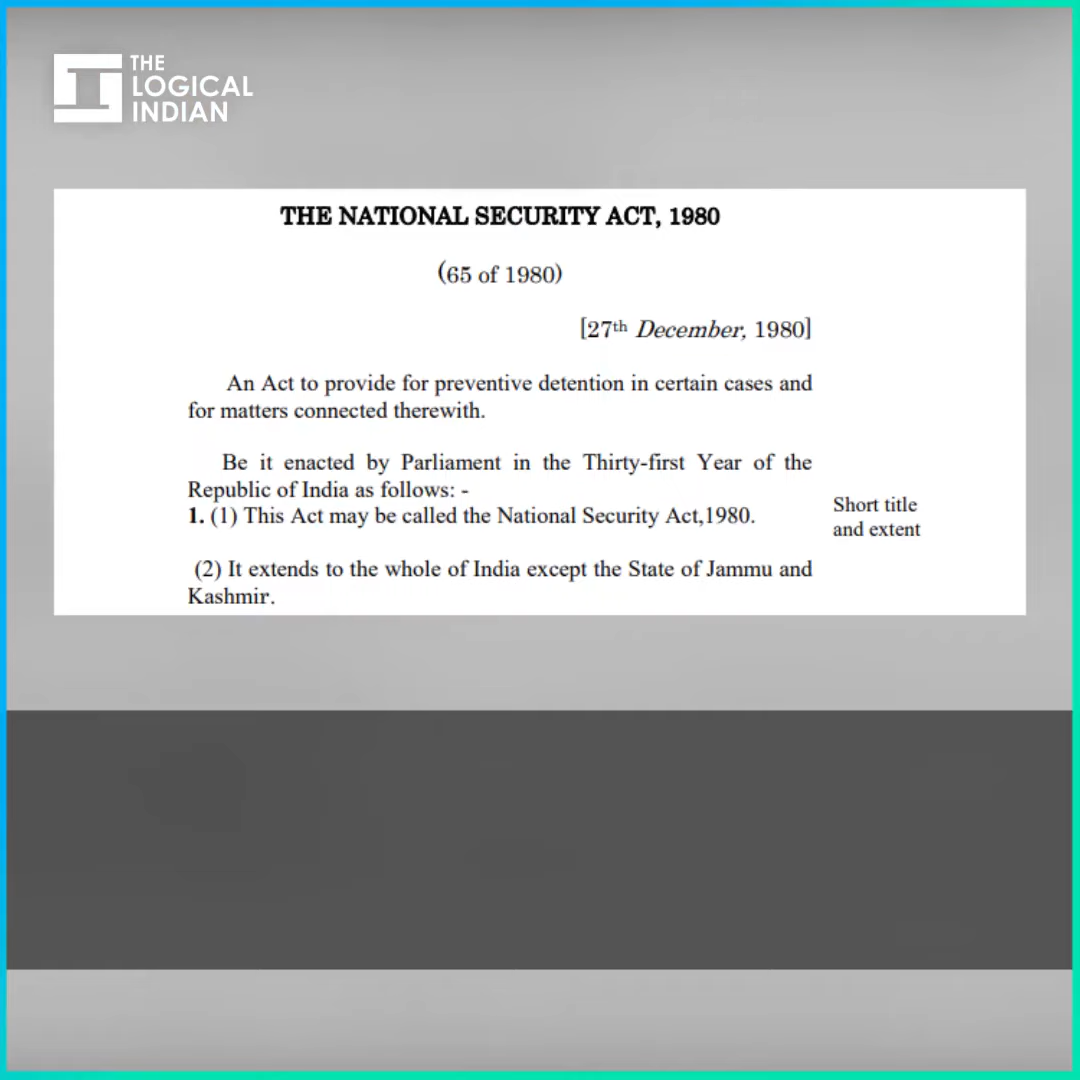 THE
LOGICAL
INDIAN
THE NATIONAL SECURITY ACT, 1980
(65 of 1980)
[27th December, 1980]
An Act to provide for preventive detention in certain cases and
for matters connected therewith.
Be it enacted by Parliament in the Thirty-first Year of the
Republic of India as follows: -
1. (1) This Act may be called the National Security Act,1980.
Short title
and extent
(2) It extends to the whole of India except the State of Jammu and
Kashmir.